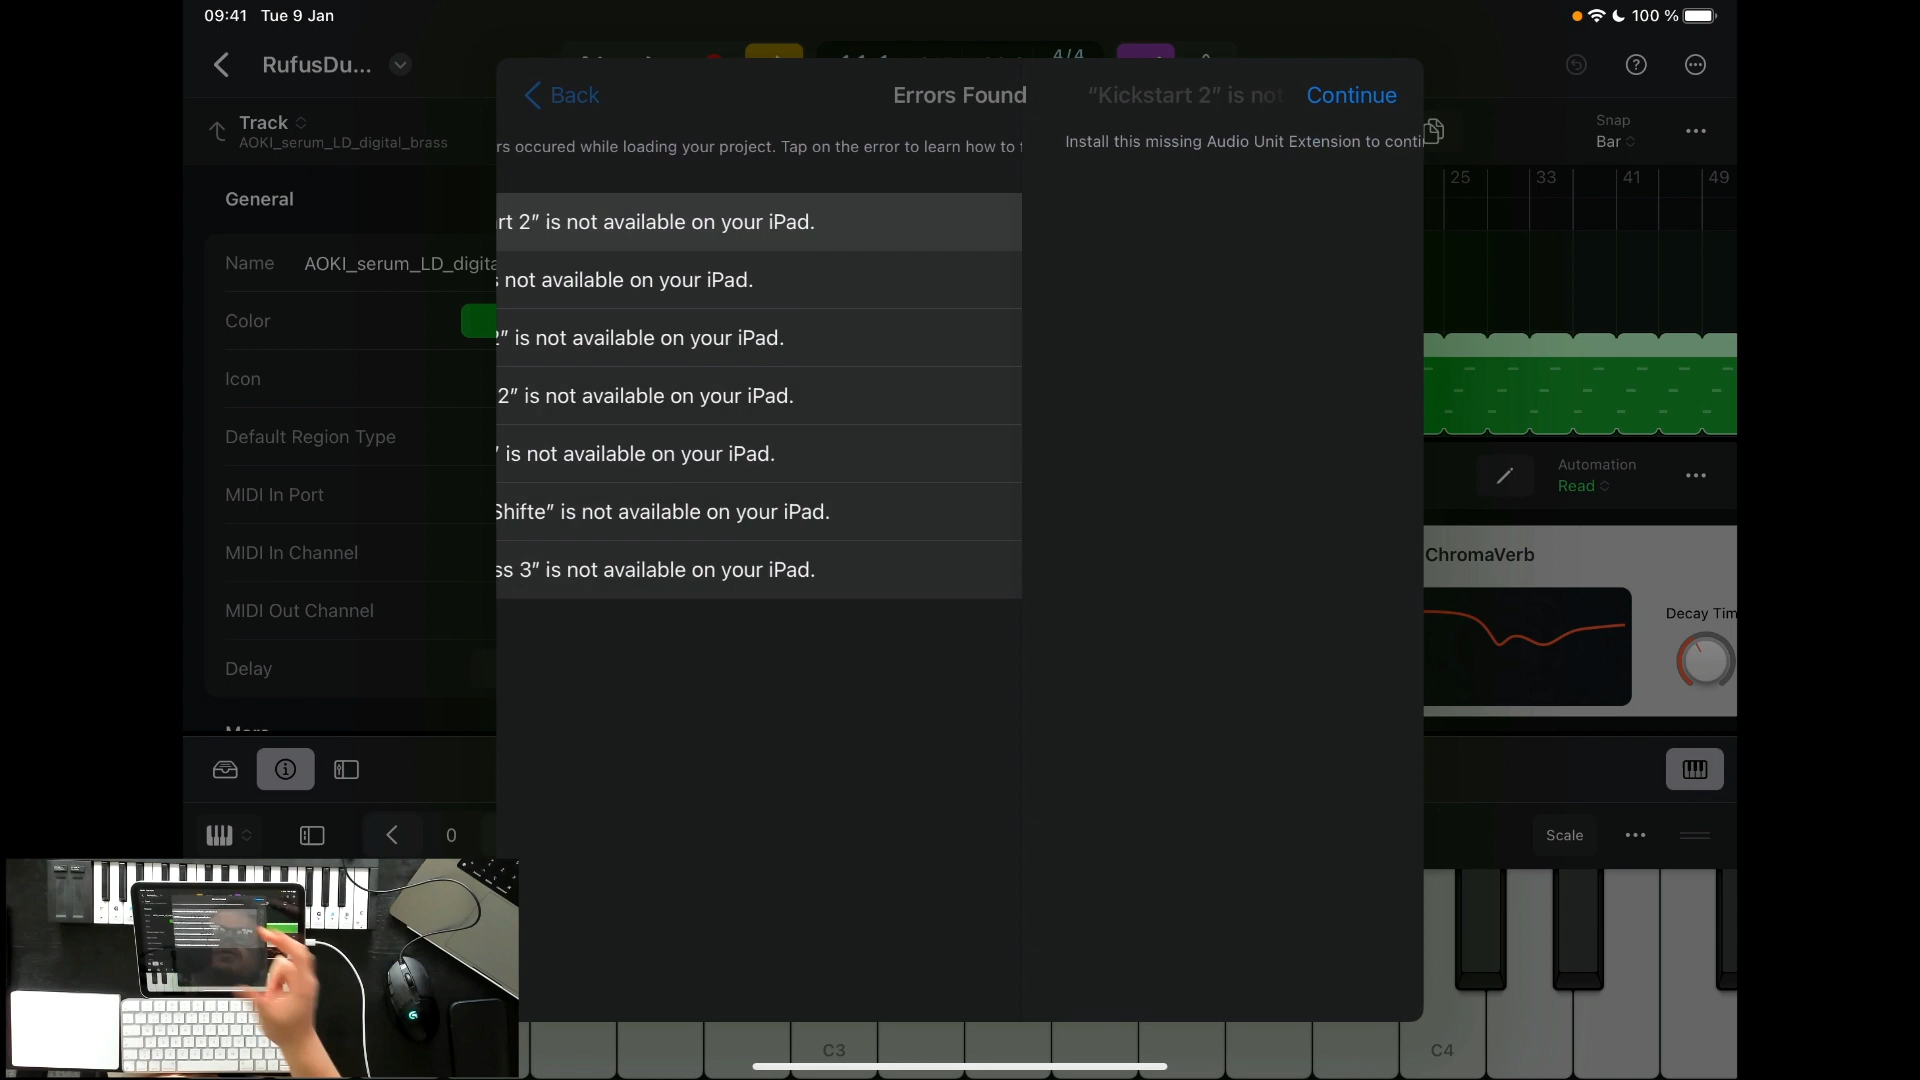 09:41 Tue 9 Jan
100 %
RufusDu...
4/4
Back
Errors Found
“Kickstart 2” is not
Continue
Track
AOKI_serum_LD_digital_brass
rs occured while loading your project. Tap on the error to learn how to f
Install this missing Audio Unit Extension to conti
Snap
Bar
25
33
41
49
General
rt 2” is not available on your iPad.
Name
AOKI_serum_LD_digita
s not available on your iPad.
Color
2” is not available on your iPad.
Icon
2” is not available on your iPad.
Default Region Type
” is not available on your iPad.
Automation
Read
MIDI In Port
Shifte” is not available on your iPad.
MIDI In Channel
ss 3” is not available on your iPad.
ChromaVerb
MIDI Out Channel
Decay Tim
Delay
0
Scale
C3
C4